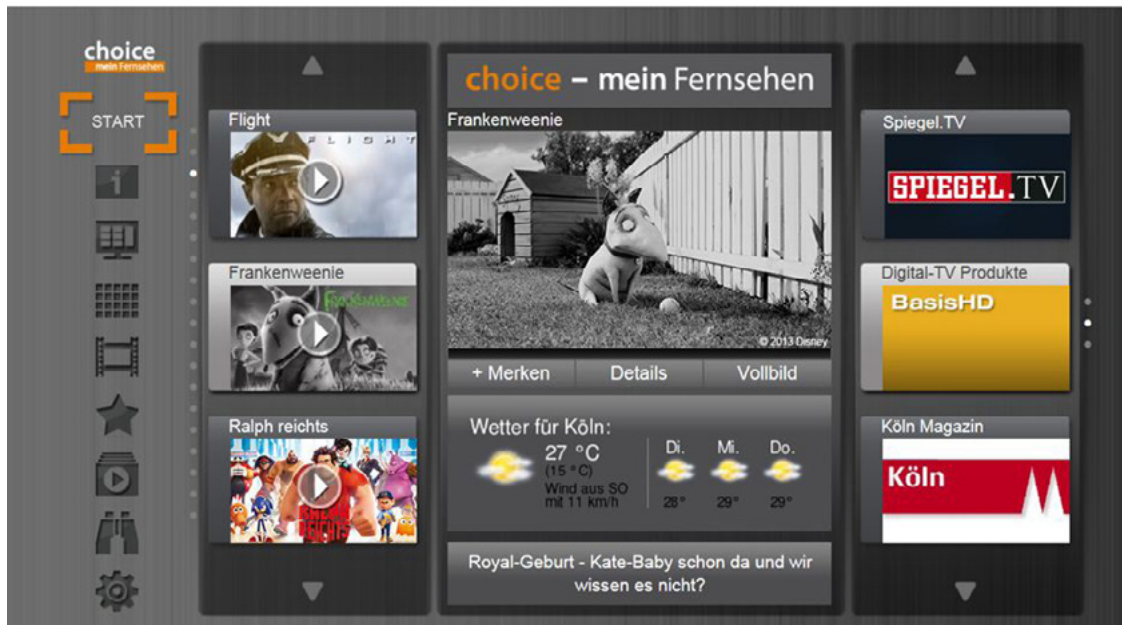 choice
mein Fernsehen
START
i
Flight
FLIGHT
Frankenweenie
FRANKENWEENIE
Ralph reichts
RALPH
REICHTS
choice – mein Fernsehen
Frankenweenie
© 2013 Disney
+ Merken Details Vollbild
Wetter für Köln:
27 °C
(15 °C)
Wind aus SO
mit 11 km/h
Di. Mi. Do.
28° 29° 29°
Royal-Geburt - Kate-Baby schon da und wir
wissen es nicht?
Spiegel.TV
SPIEGEL.TV
Digital-TV Produkte
BasisHD
Köln Magazin
Köln